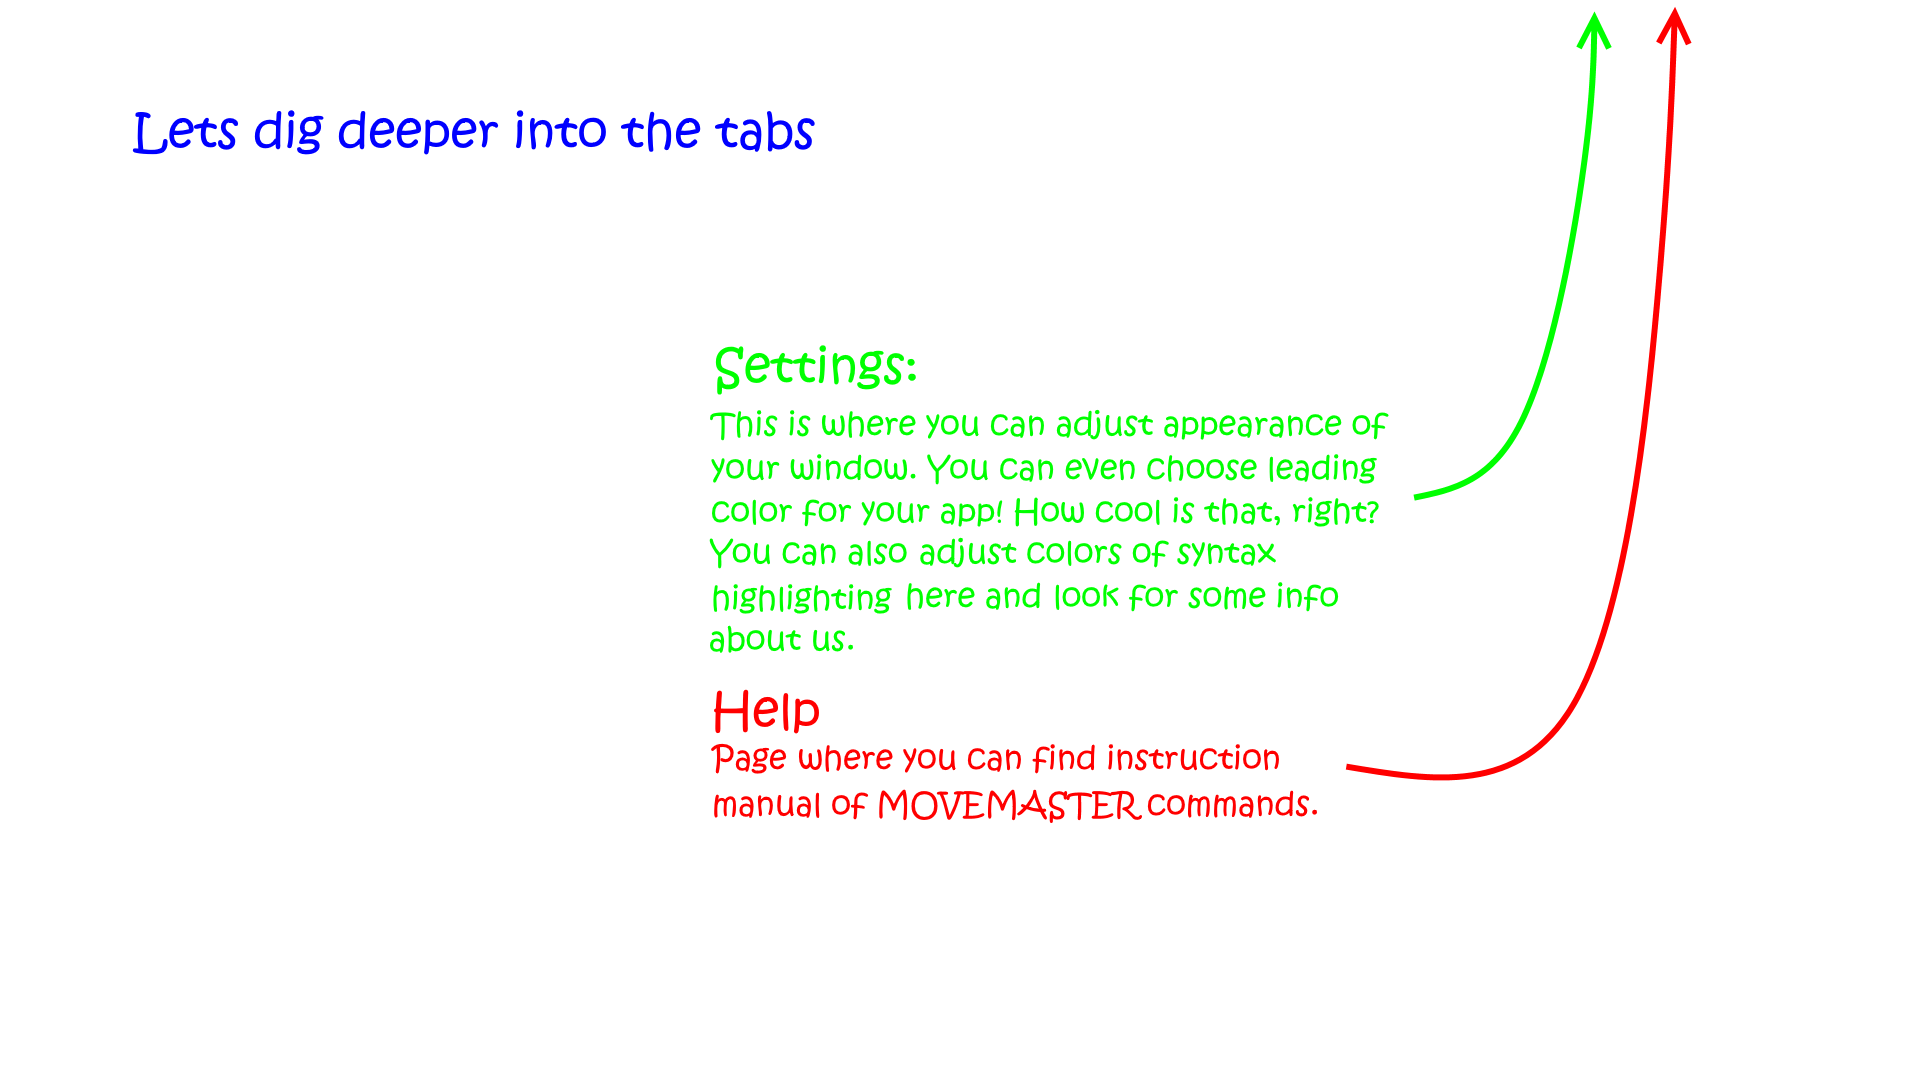 Lets dig deeper into the tabs
Settings:
This is where you can adjust appearance of
your window. You can even choose leading
color for your app! How cool is that, right?
You can also adjust colors of syntax
highlighting here and look for some info
about us.
Help
Page where you can find instruction
manual of MOVEMASTER commands.